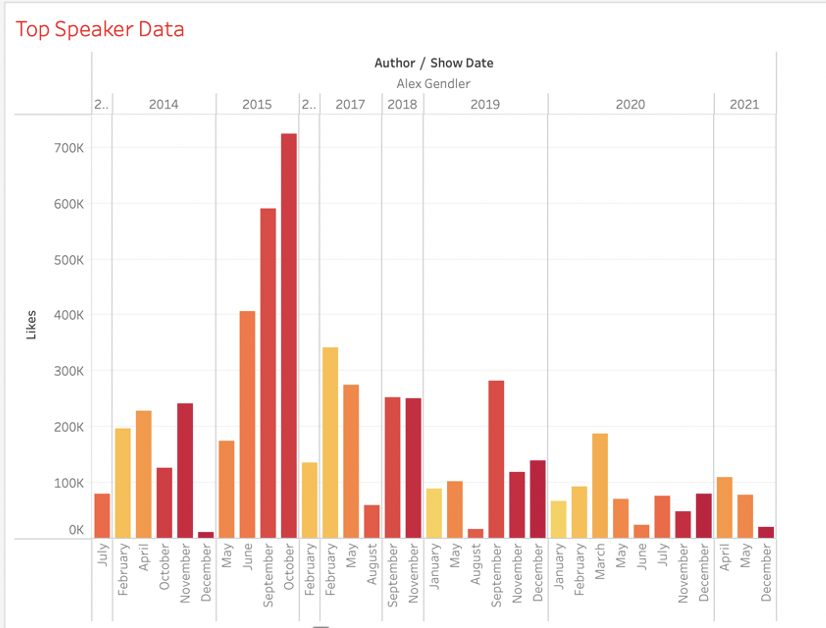 Top Speaker Data
Author / Show Date
Alex Gendler
2.. 2014 2015 2.. 2017 2018 2019 2020 2021
700K
600K
500K
400K
300K
200K
100K
0K
Likes
July February April October November December May June September October February February May August September November January May August September November December January February March May June July November December April May December